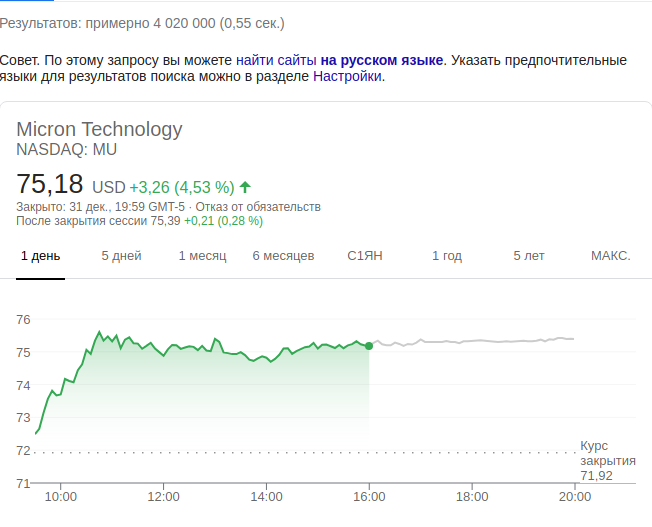 Результатов: примерно 4 020 000 (0,55 сек.)
Совет. По этому запросу вы можете найти сайты на русском языке. Указать предпочтительные
языки для результатов поиска можно в разделе Настройки.
Micron Technology
NASDAQ: MU
75,18 USD +3,26 (4,53 %)
Закрыто: 31 дек., 19:59 GMT-5 · Отказ от обязательств
После закрытия сессии 75,39 +0,21 (0,28 %)
1 день 5 дней 1 месяц 6 месяцев С1ЯН 1 год 5 лет МАКС.
76
75
74
73
72
71
Курс
закрытия
71,92
10:00 12:00 14:00 16:00 18:00 20:00